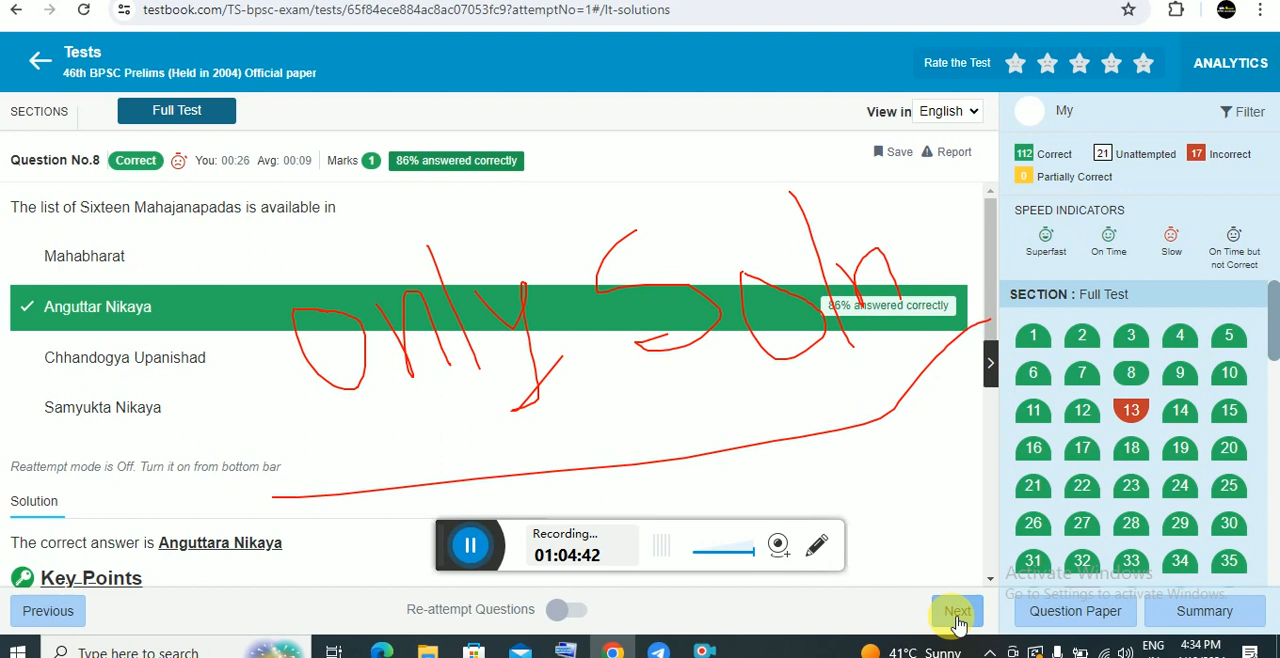 testbook.com/TS-bpsc-exam/tests/65f84ece884ac8ac07053fc9?attemptNo=1#/lt-solutions
Tests
46th BPSC Prelims (Held in 2004) Official paper
Rate the Test
ANALYTICS
SECTIONS Full Test View in English
My Filter
Question No.8 Correct You: 00:26 Avg: 00:09 Marks 1 86% answered correctly Save Report
112 Correct 21 Unattempted 17 Incorrect
0 Partially Correct
The list of Sixteen Mahajanapadas is available in
Mahabharat
Anguttar Nikaya 86% answered correctly
Chhandogya Upanishad
Samyukta Nikaya
only
SPEED INDICATORS
Superfast On Time Slow On Time but not Correct
SECTION : Full Test
1 2 3 4 5
6 7 8 9 10
11 12 13 14 15
16 17 18 19 20
21 22 23 24 25
26 27 28 29 30
31 32 33 34 35
Reattempt mode is Off. Turn it on from bottom bar
Solution
The correct answer is Anguttara Nikaya
Key Points
Recording...
01:04:42
Activate Windows
Go to Settings to activate Windows.
Previous Re-attempt Questions Next Question Paper Summary
Type here to search 41°C Sunny ENG 4:34 PM